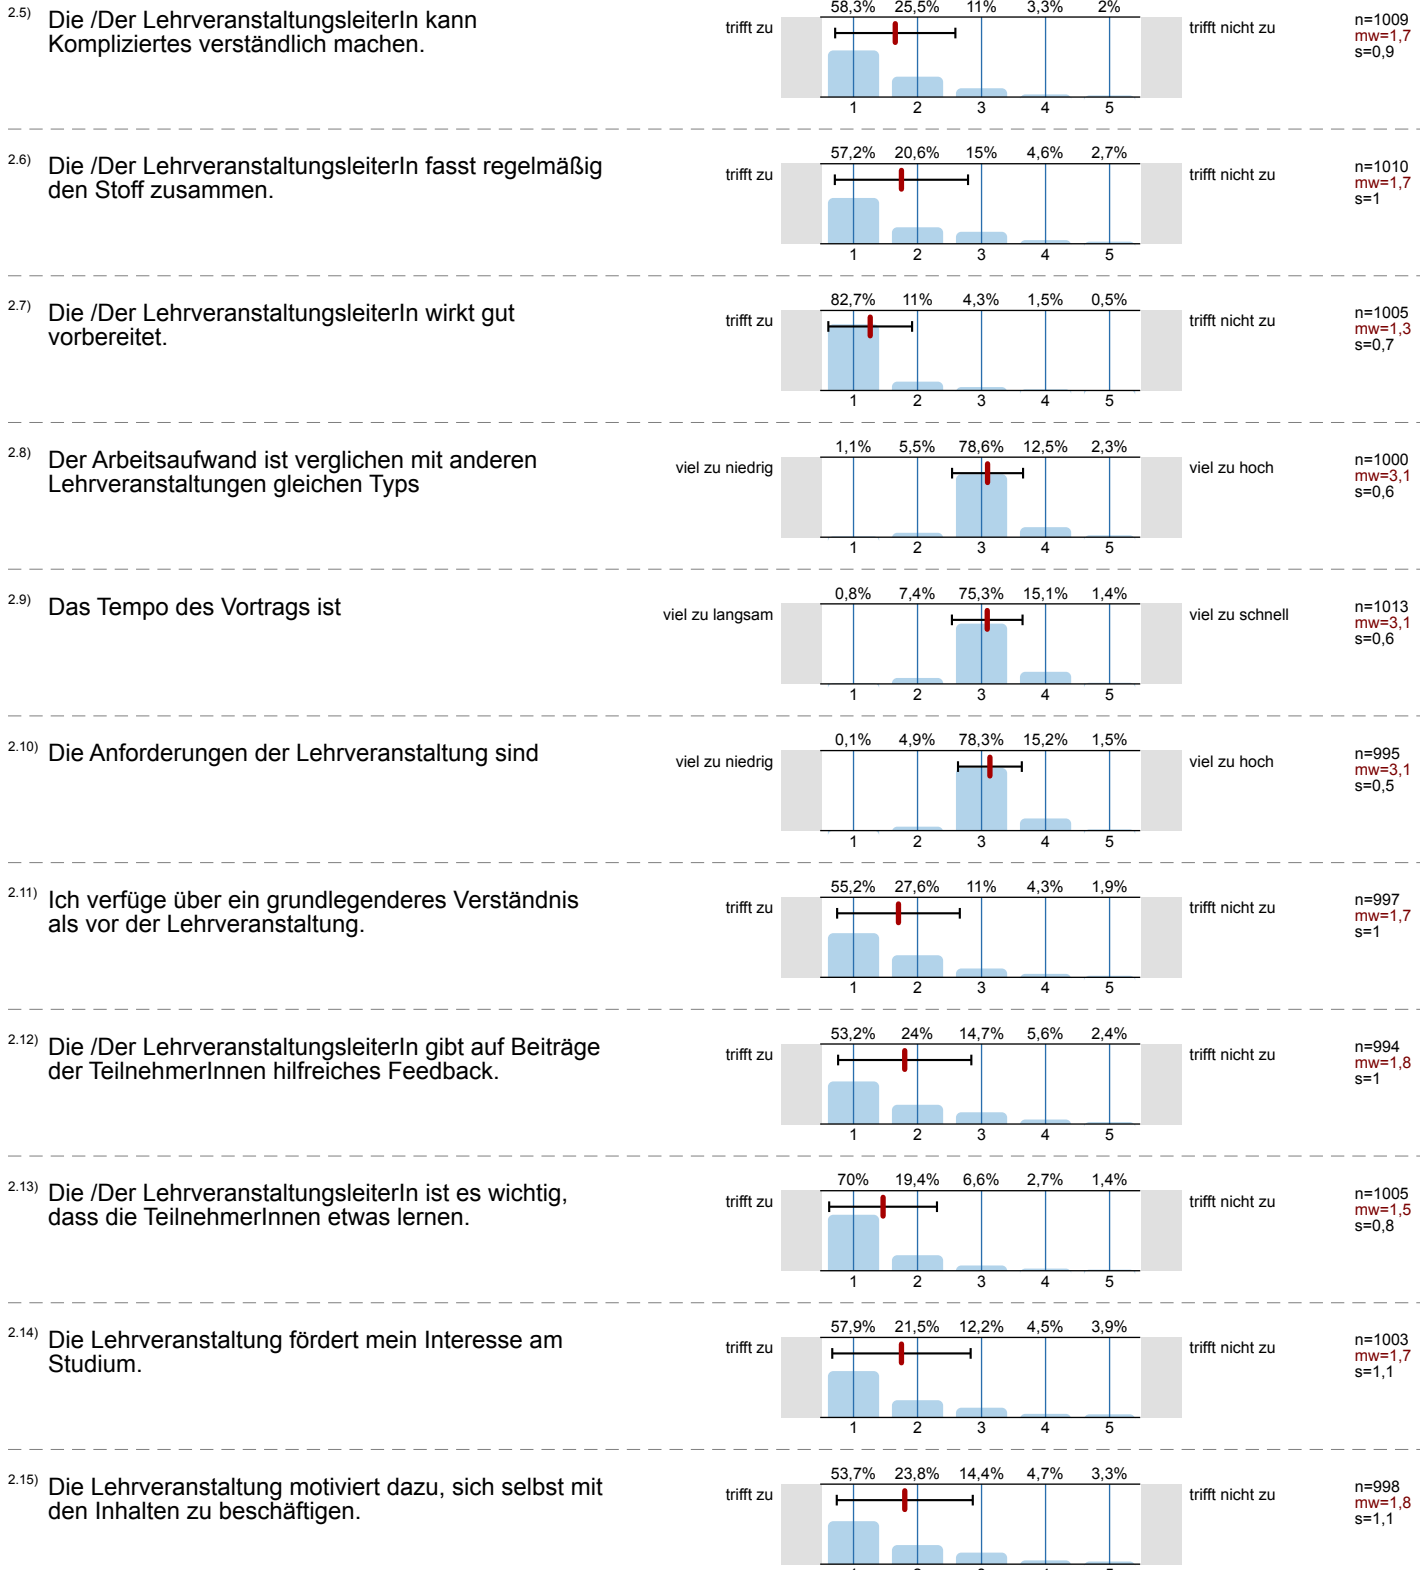 2.5) Die /Der LehrveranstaltungsleiterIn kann
Kompliziertes verständlich machen.
58,3% 25,5% 11% 3,3% 2%
trifft zu trifft nicht zu
1 2 3 4 5
n=1009
mw=1,7
s=0,9
2.6) Die /Der LehrveranstaltungsleiterIn fasst regelmäßig
den Stoff zusammen.
57,2% 20,6% 15% 4,6% 2,7%
trifft zu trifft nicht zu
1 2 3 4 5
n=1010
mw=1,7
s=1
2.7) Die /Der LehrveranstaltungsleiterIn wirkt gut
vorbereitet.
82,7% 11% 4,3% 1,5% 0,5%
trifft zu trifft nicht zu
1 2 3 4 5
n=1005
mw=1,3
s=0,7
2.8) Der Arbeitsaufwand ist verglichen mit anderen
Lehrveranstaltungen gleichen Typs
1,1% 5,5% 78,6% 12,5% 2,3%
viel zu niedrig viel zu hoch
1 2 3 4 5
n=1000
mw=3,1
s=0,6
2.9) Das Tempo des Vortrags ist
0,8% 7,4% 75,3% 15,1% 1,4%
viel zu langsam viel zu schnell
1 2 3 4 5
n=1013
mw=3,1
s=0,6
2.10) Die Anforderungen der Lehrveranstaltung sind
0,1% 4,9% 78,3% 15,2% 1,5%
viel zu niedrig viel zu hoch
1 2 3 4 5
n=995
mw=3,1
s=0,5
2.11) Ich verfüge über ein grundlegenderes Verständnis
als vor der Lehrveranstaltung.
55,2% 27,6% 11% 4,3% 1,9%
trifft zu trifft nicht zu
1 2 3 4 5
n=997
mw=1,7
s=1
2.12) Die /Der LehrveranstaltungsleiterIn gibt auf Beiträge
der TeilnehmerInnen hilfreiches Feedback.
53,2% 24% 14,7% 5,6% 2,4%
trifft zu trifft nicht zu
1 2 3 4 5
n=994
mw=1,8
s=1
2.13) Die /Der LehrveranstaltungsleiterIn ist es wichtig,
dass die TeilnehmerInnen etwas lernen.
70% 19,4% 6,6% 2,7% 1,4%
trifft zu trifft nicht zu
1 2 3 4 5
n=1005
mw=1,5
s=0,8
2.14) Die Lehrveranstaltung fördert mein Interesse am
Studium.
57,9% 21,5% 12,2% 4,5% 3,9%
trifft zu trifft nicht zu
1 2 3 4 5
n=1003
mw=1,7
s=1,1
2.15) Die Lehrveranstaltung motiviert dazu, sich selbst mit
den Inhalten zu beschäftigen.
53,7% 23,8% 14,4% 4,7% 3,3%
trifft zu trifft nicht zu
n=998
mw=1,8
s=1,1